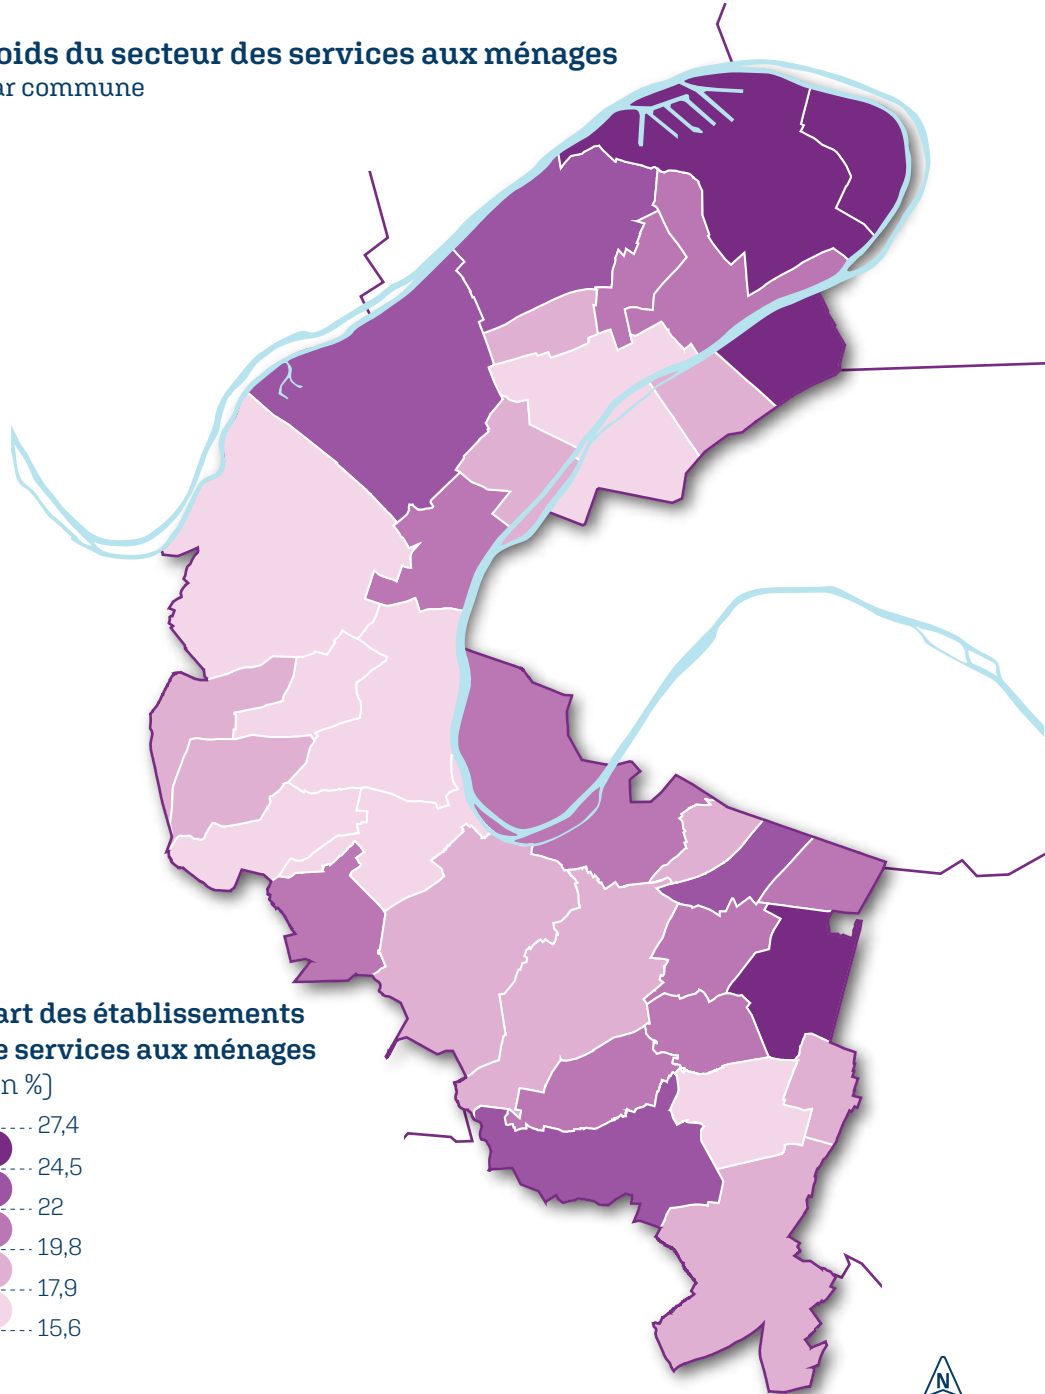 oids du secteur des services aux ménages
ar commune
art des établissements
e services aux ménages
n %)
27,4
24,5
22
19,8
17,9
15,6
N